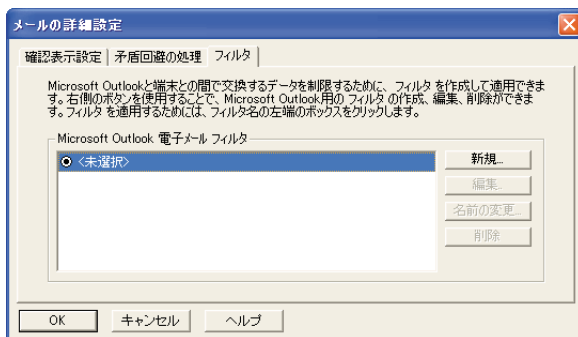 メールの詳細設定
確認表示設定 矛盾回避の処理 フィルタ
Microsoft Outlookと端末との間で交換するデータを制限するために、フィルタ を作成して適用できま
す。右側のボタンを使用することで、Microsoft Outlook用の フィルタ の作成、編集、削除ができま
す。フィルタ を適用するためには、フィルタ名の左端のボックスをクリックします。
Microsoft Outlook 電子メール フィルタ
<未選択>
新規...
編集...
名前の変更...
削除
OK キャンセル ヘルプ